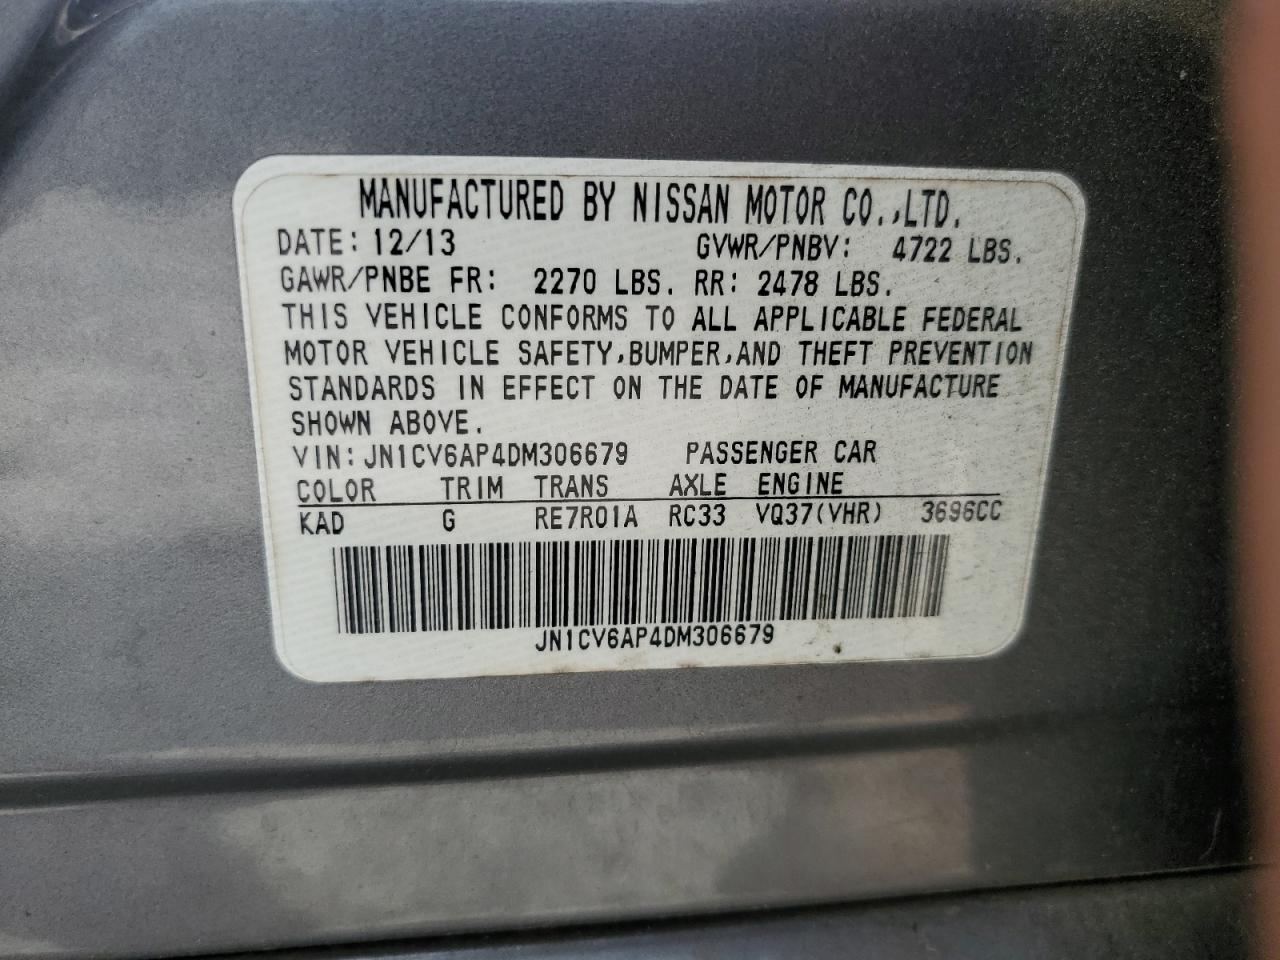 MANUFACTURED BY NISSAN MOTOR CO.,LTD.
DATE: 12/13 GVWR/PNBV: 4722 LBS.
GAWR/PNBE FR: 2270 LBS. RR: 2478 LBS.
THIS VEHICLE CONFORMS TO ALL APPLICABLE FEDERAL
MOTOR VEHICLE SAFETY,BUMPER,AND THEFT PREVENTION
STANDARDS IN EFFECT ON THE DATE OF MANUFACTURE
SHOWN ABOVE.
VIN: JN1CV6AP4DM306679 PASSENGER CAR
COLOR TRIM TRANS AXLE ENGINE
KAD G RE7R01A RC33 VQ37(VHR) 3696CC
JN1CV6AP4DM306679